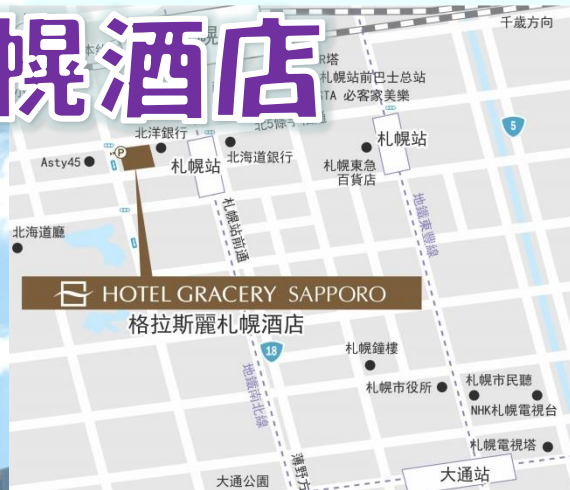 幌酒店
千歲方向
R塔
札幌站前巴士总站
必客家美樂
北洋銀行
Asty45
P
札幌站
北海道銀行
札幌站
札幌東急
百貨店
5
地鐵東豐線
札幌站前通
北海道廳
HOTEL GRACERY SAPPORO
格拉斯麗札幌酒店
18
地鐵南北線
札幌鐘樓
札幌市役所
札幌市民聽
NHK札幌電視台
札幌電視塔
薄野方
大通站
大通公園